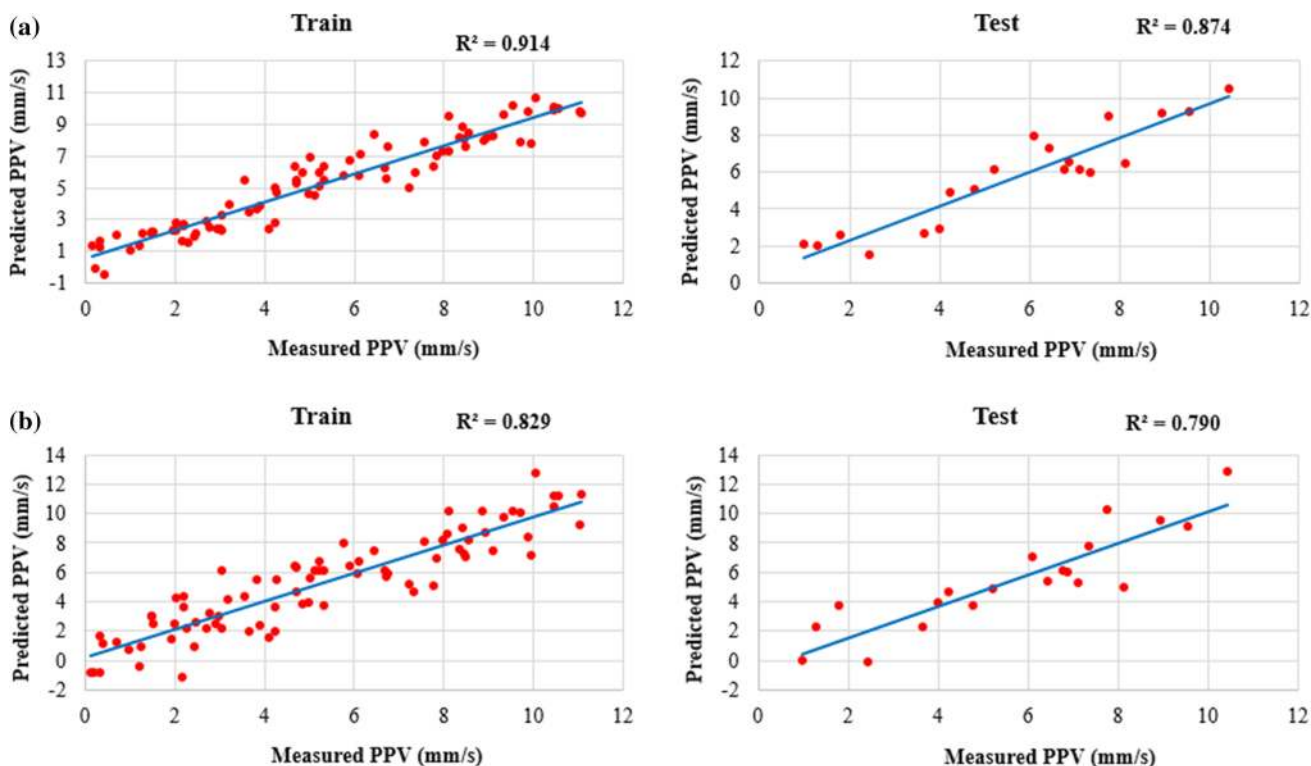 (a)
Train
R² = 0.914
Predicted PPV (mm/s)
13
11
9
7
5
3
1
-1
0 2 4 6 8 10 12
Measured PPV (mm/s)
Test
R² = 0.874
Predicted PPV (mm/s)
12
10
8
6
4
2
0
0 2 4 6 8 10 12
Measured PPV (mm/s)
(b)
Train
R² = 0.829
Predicted PPV (mm/s)
14
12
10
8
6
4
2
0
-2
0 2 4 6 8 10 12
Measured PPV (mm/s)
Test
R² = 0.790
Predicted PPV (mm/s)
14
12
10
8
6
4
2
0
-2
0 2 4 6 8 10 12
Measured PPV (mm/s)